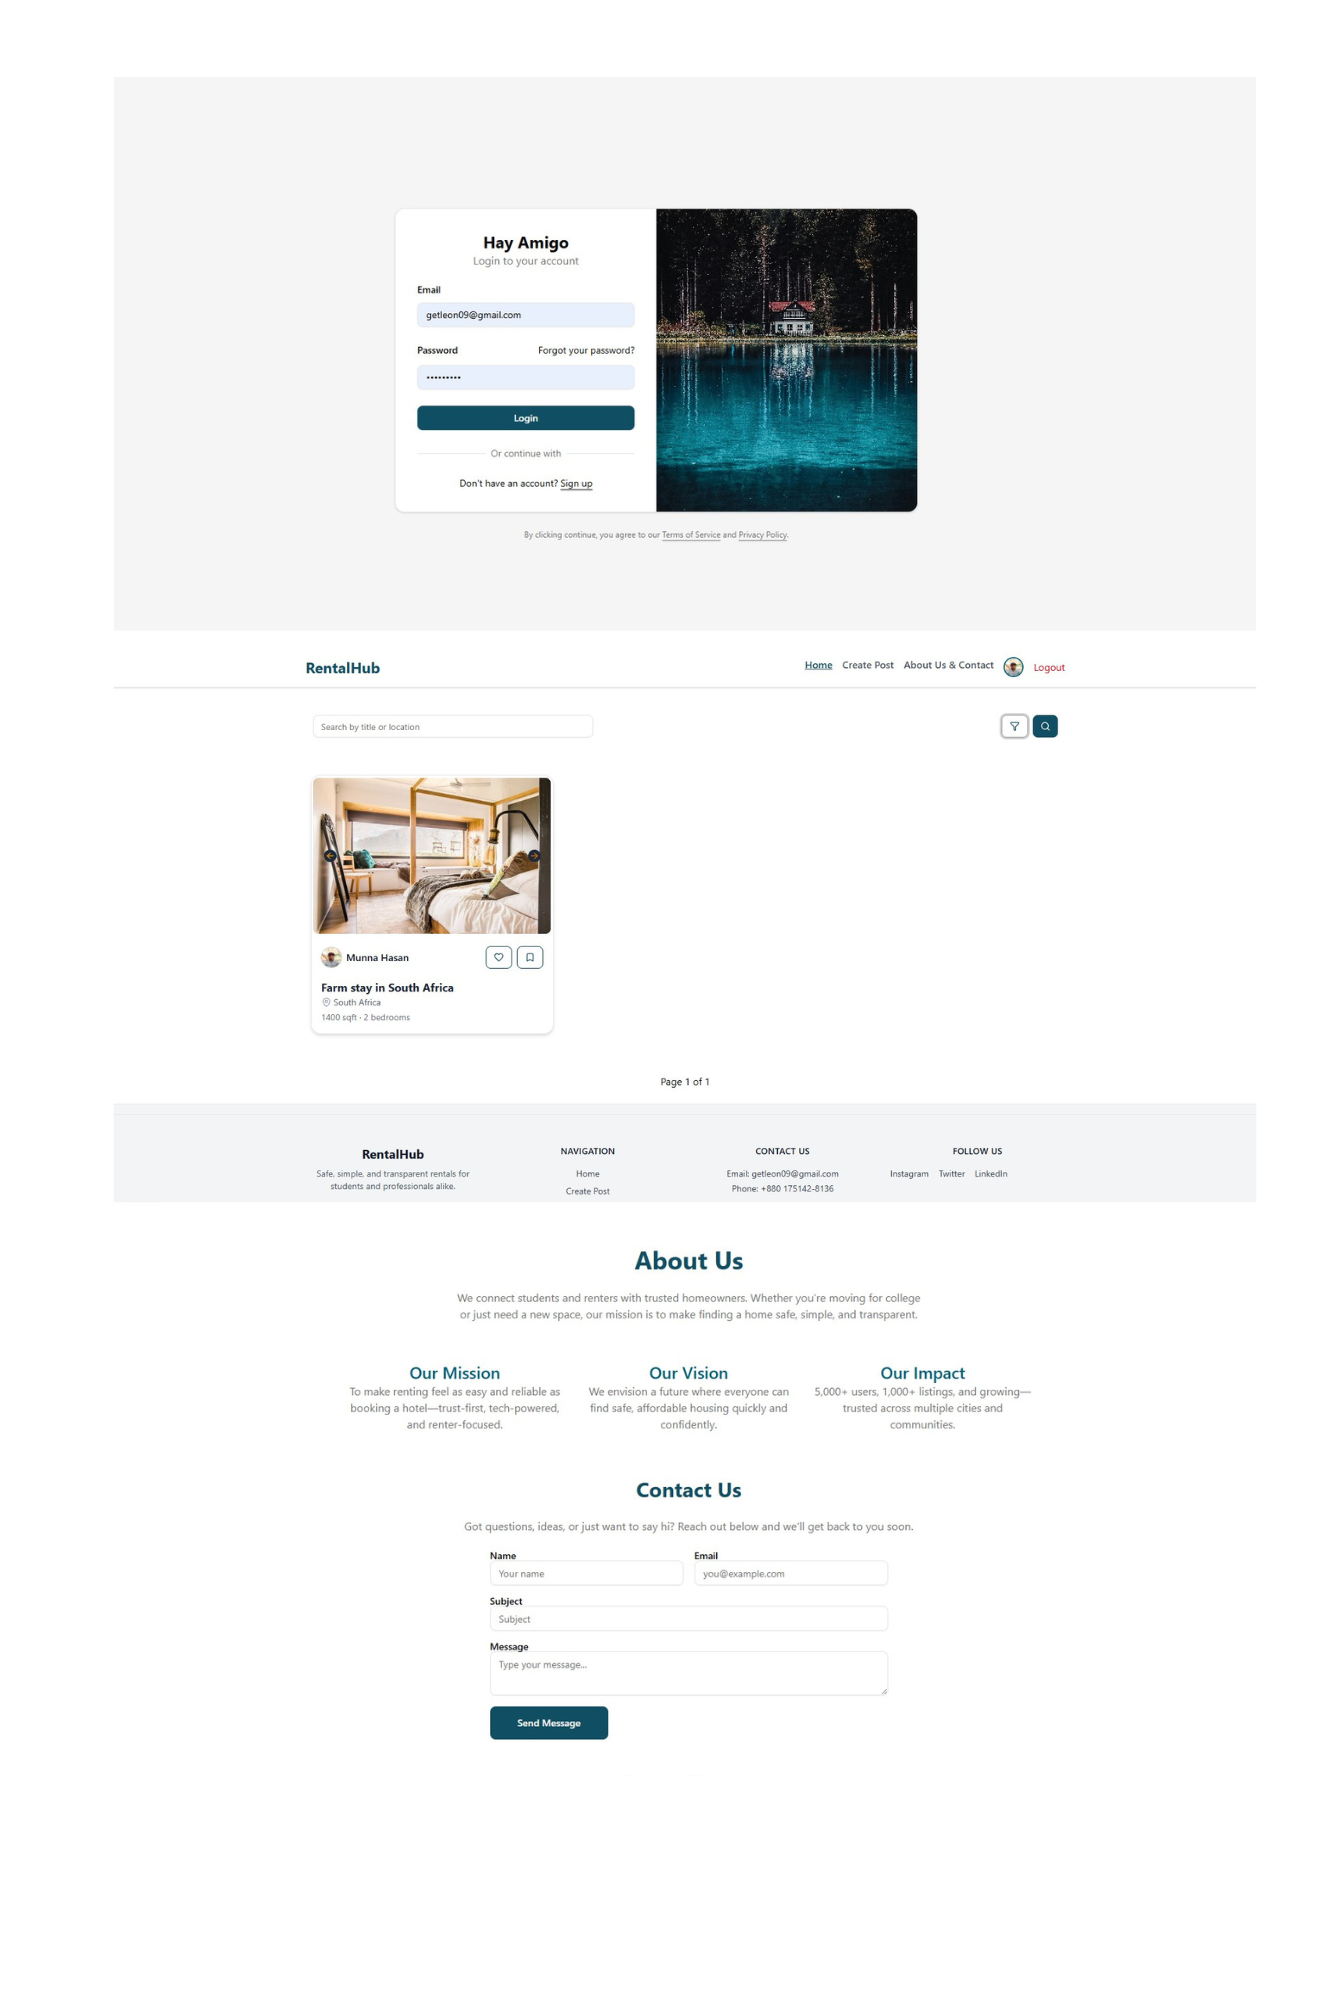 Hay Amigo
Login to your account
Email
getleon09@gmail.com
Password Forgot your password?
•••••••••
Login
Or continue with
Don't have an account? Sign up
By clicking continue, you agree to our Terms of Service and Privacy Policy.
RentalHub Home Create Post About Us & Contact Logout
Search by title or location
Munna Hasan
Farm stay in South Africa
South Africa
1400 sqft · 2 bedrooms
Page 1 of 1
RentalHub
Safe, simple, and transparent rentals for
students and professionals alike.
NAVIGATION
Home
Create Post
CONTACT US
Email: getleon09@gmail.com
Phone: +880 175142-8136
FOLLOW US
Instagram Twitter LinkedIn
About Us
We connect students and renters with trusted homeowners. Whether you're moving for college
or just need a new space, our mission is to make finding a home safe, simple, and transparent.
Our Mission
To make renting feel as easy and reliable as
booking a hotel—trust-first, tech-powered,
and renter-focused.
Our Vision
We envision a future where everyone can
find safe, affordable housing quickly and
confidently.
Our Impact
5,000+ users, 1,000+ listings, and growing—
trusted across multiple cities and
communities.
Contact Us
Got questions, ideas, or just want to say hi? Reach out below and we'll get back to you soon.
Name Email
Your name you@example.com
Subject
Subject
Message
Type your message...
Send Message